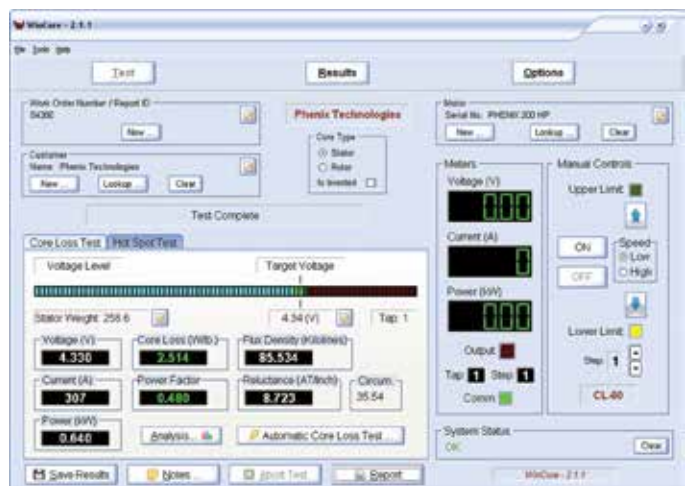 WinCore - 2.1.1
File Tools Help
Test
Results
Options
Work Order Number / Report ID
54360
New ...
Phenix Technologies
Core Type
Stator
Rotor
Is Inverted
Motor
Serial No: PHENIX 200 HP
New ...
Lookup ...
Clear
Customer
Name: Phenix Technologies
New ...
Lookup ...
Clear
Test Complete
Meters
Voltage (V)
0.00
Current (A)
0
Power (kW)
0.00
Output
Tap 1 Step 1
Comm
Manual Controls
Upper Limit
ON
OFF
Speed
Low
High
Lower Limit
Step 1
CL-60
Core Loss Test
Hot Spot Test
Voltage Level
Target Voltage
Stator Weight: 256.6
4.34 (V)
Tap: 1
Voltage (V)
4.330
Core Loss (W/lb.)
2.514
Flux Density (Kilolines)
85.534
Current (A)
307
Power Factor
0.480
Reluctance (AT/Inch)
8.723
Circum.
35.54
Power (kW)
0.640
Analysis...
Automatic Core Loss Test ...
System Status
OK
Clear
Save Results
Notes ...
Abort Test
Report
WinCore - 2.1.1